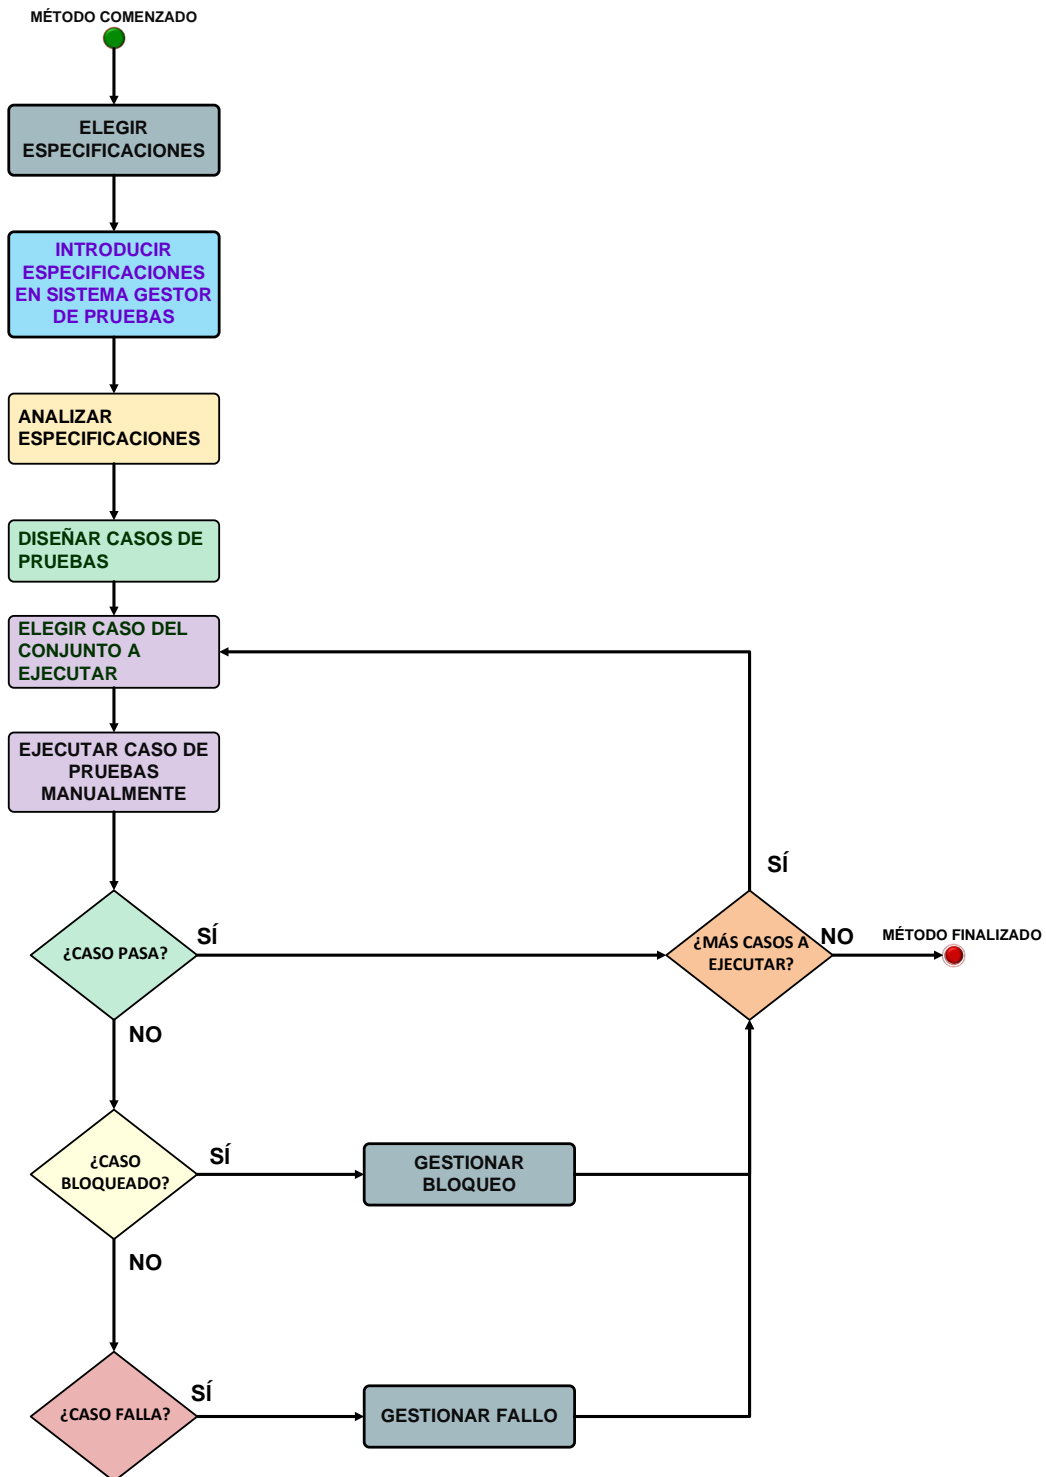 MÉTODO COMENZADO
ELEGIR
ESPECIFICACIONES
INTRODUCIR
ESPECIFICACIONES
EN SISTEMA GESTOR
DE PRUEBAS
ANALIZAR
ESPECIFICACIONES
DISEÑAR CASOS DE
PRUEBAS
ELEGIR CASO DEL
CONJUNTO A
EJECUTAR
EJECUTAR CASO DE
PRUEBAS
MANUALMENTE
¿CASO PASA?
SÍ
NO
¿MÁS CASOS A
EJECUTAR?
SÍ
NO
MÉTODO FINALIZADO
¿CASO
BLOQUEADO?
SÍ
NO
GESTIONAR
BLOQUEO
¿CASO FALLA?
SÍ
GESTIONAR FALLO